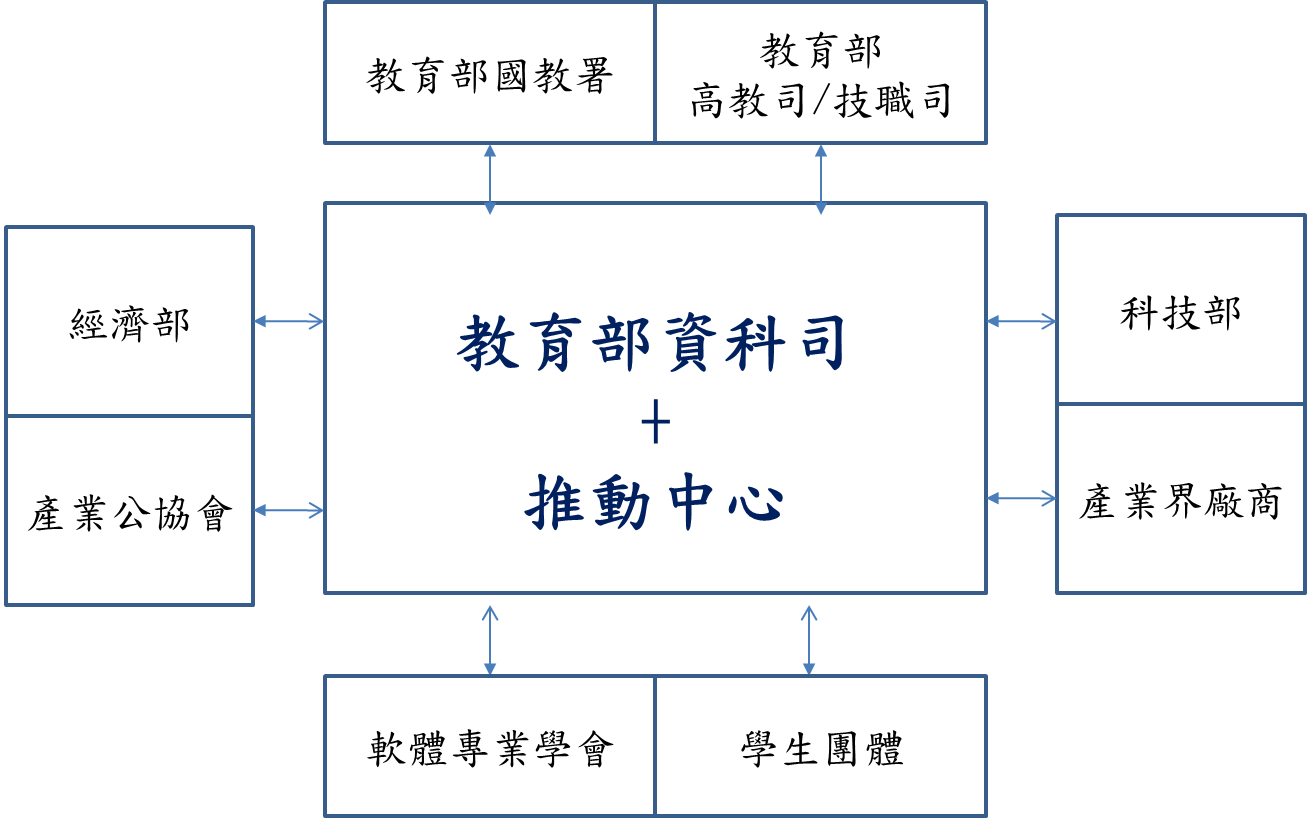 教育部國教署
教育部
高教司/技職司
經濟部
教育部資科司
+
推動中心
科技部
產業公協會
產業界廠商
軟體專業學會
學生團體